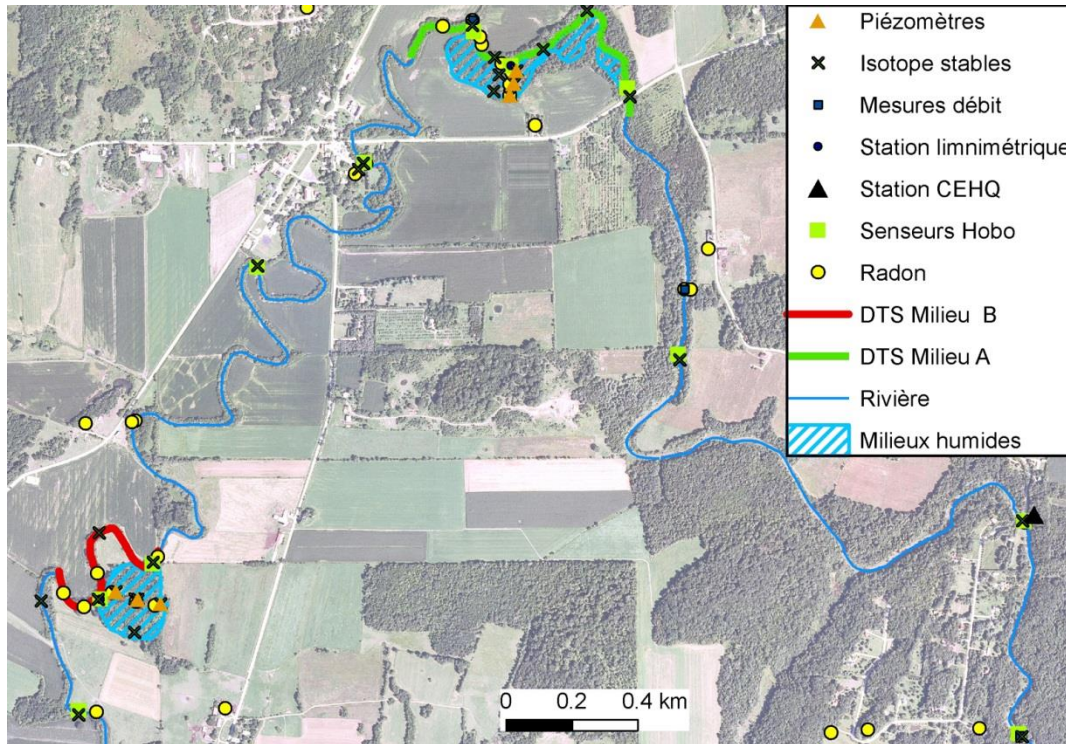 Piézomètres
Isotope stables
Mesures débit
Station limnimétrique
Station CEHQ
Senseurs Hobo
Radon
DTS Milieu B
DTS Milieu A
Rivière
Milieux humides
0 0.2 0.4 km